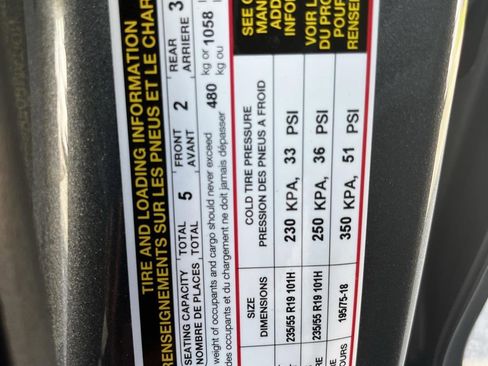 TIRE AND LOADING INFORMATION
RENSEIGNEMENTS SUR LES PNEUS ET LE CHAR
SEATING CAPACITY TOTAL 5 FRONT 2 REAR 3
NOMBRE DE PLACES TOTAL AVANT ARRIERE
weight of occupants and cargo should never exceed 480 kg or 1058
des occupants et du chargement ne doit jamais dépasser kg ou
SIZE COLD TIRE PRESSURE SEE O
DIMENSIONS PRESSION DES PNEUS A FROID MAN
ADD
INFOR
235/55 R19 101H 230 KPA, 33 PSI
235/55 R19 101H 250 KPA, 36 PSI
195/75-18 350 KPA, 51 PSI
VOIR L
DU PRO
POUR
RENSEI